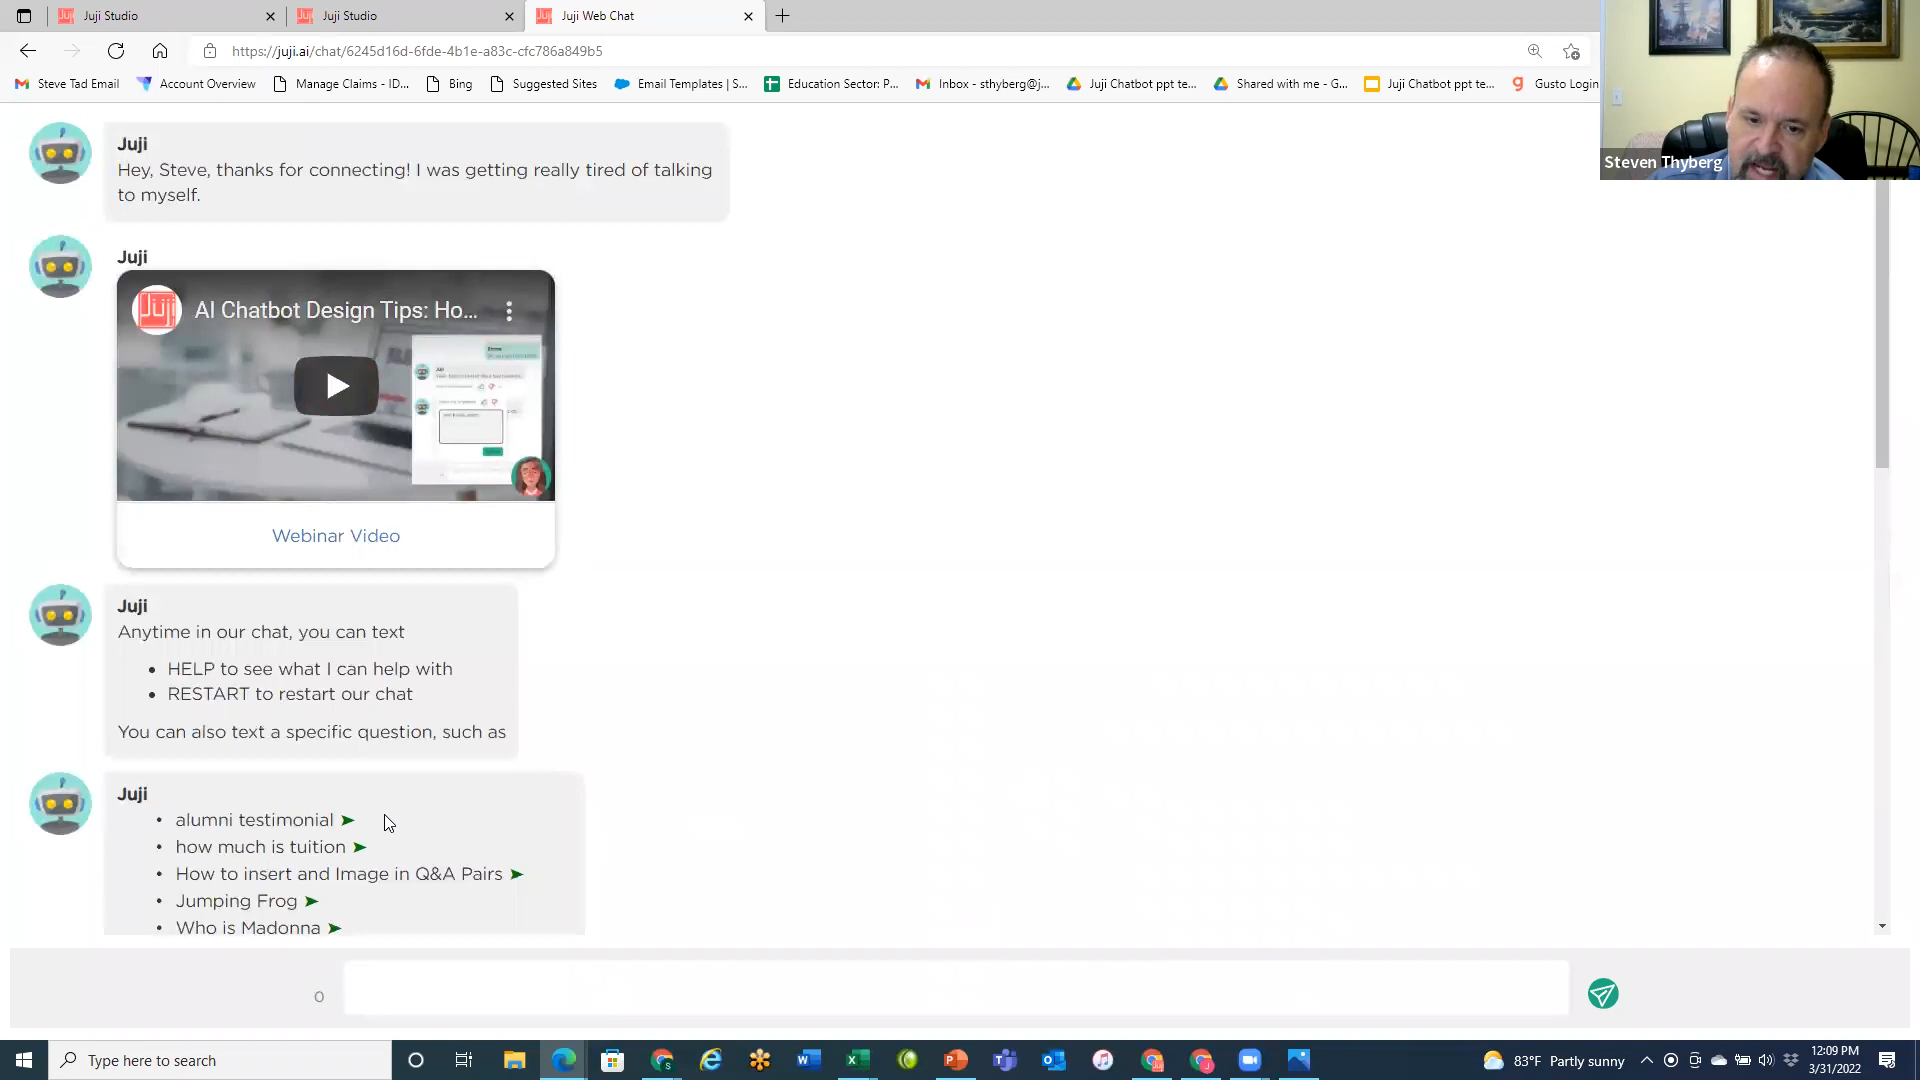 Juji Studio
Juji Studio
Juji Web Chat
https://juji.ai/chat/6245d16d-6fde-4b1e-a83c-cfc786a849b5
Steve Tad Email
Account Overview
Manage Claims - ID...
Bing
Suggested Sites
Email Templates | S...
Education Sector: P...
Inbox - sthyberg@j...
Juji Chatbot ppt te...
Shared with me - G...
Juji Chatbot ppt te...
Gusto Login
Steven Thyberg
Juji
Hey, Steve, thanks for connecting! I was getting really tired of talking
to myself.
Juji
Juji
AI Chatbot Design Tips: Ho...
Webinar Video
Juji
Anytime in our chat, you can text
• HELP to see what I can help with
• RESTART to restart our chat
You can also text a specific question, such as
Juji
• alumni testimonial
• how much is tuition
• How to insert and Image in Q&A Pairs
• Jumping Frog
• Who is Madonna
0
Type here to search
83°F Partly sunny
12:09 PM
3/31/2022